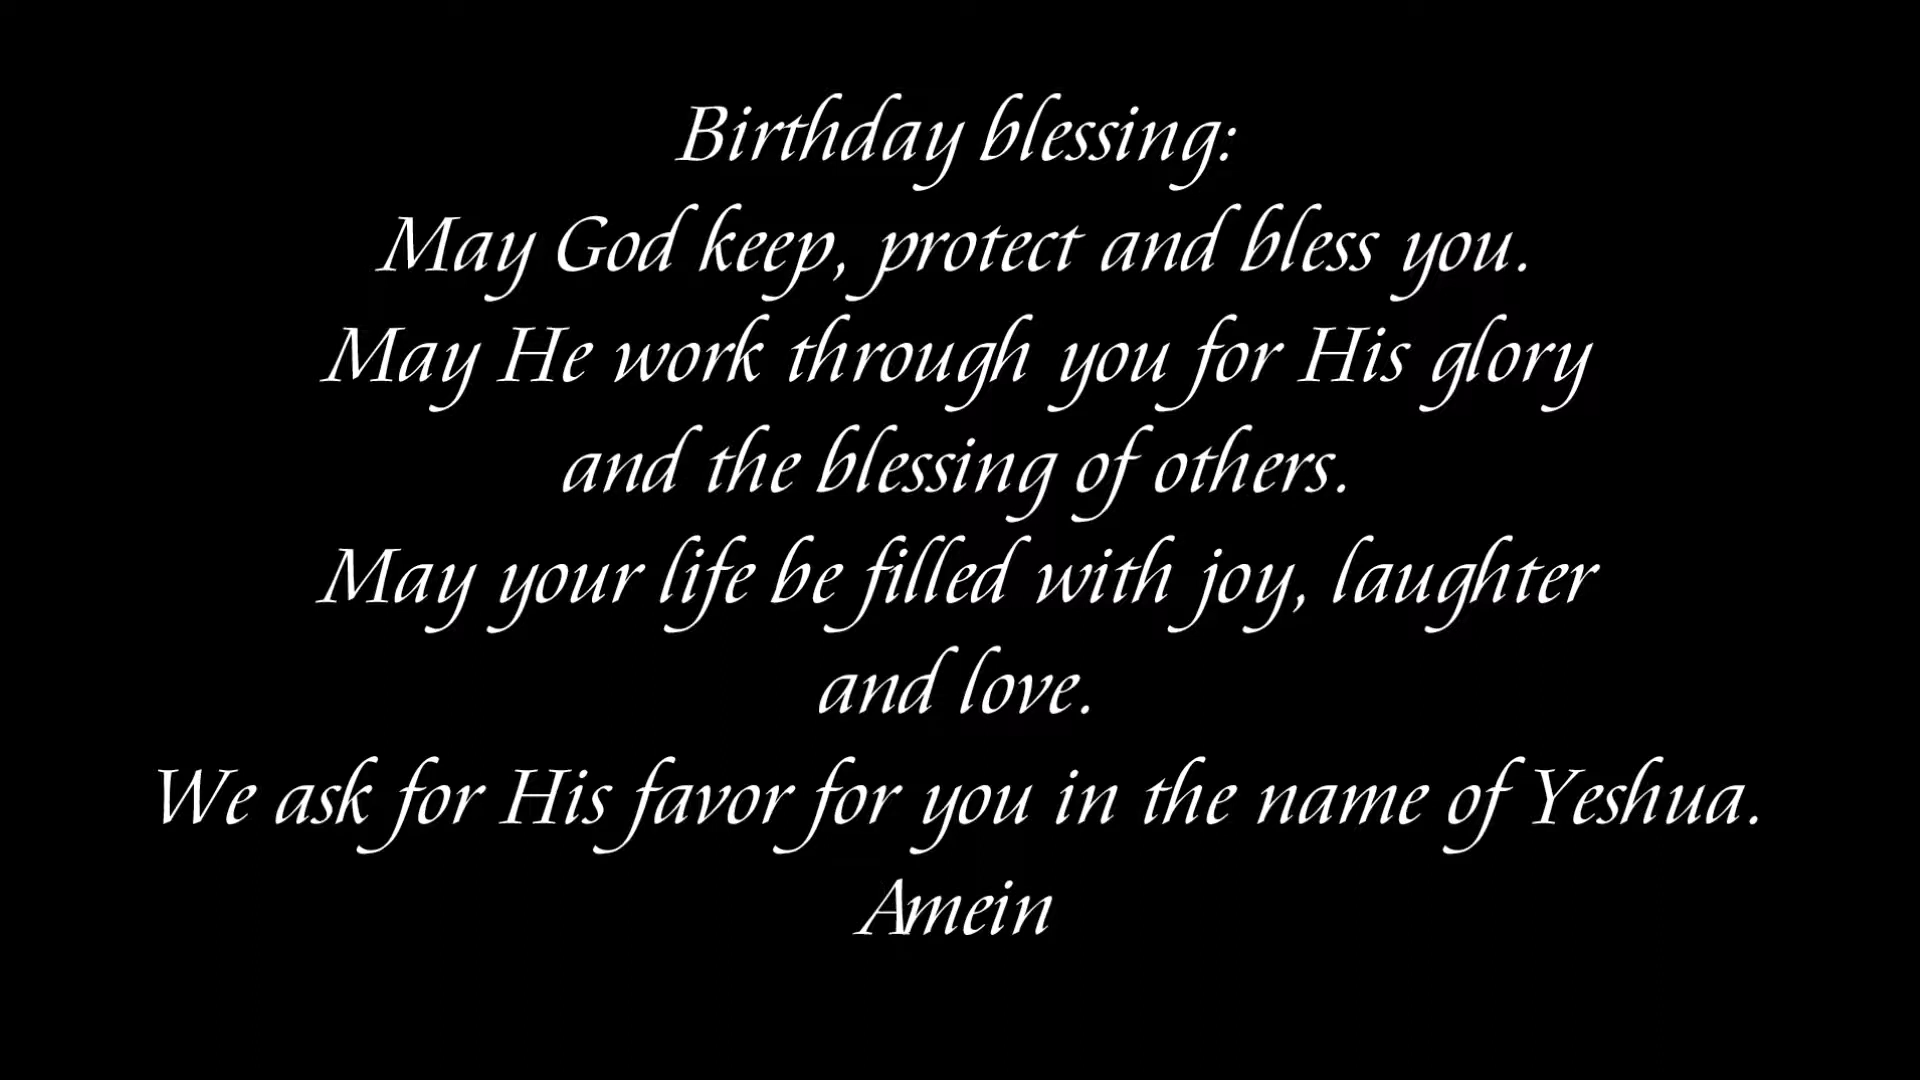 Birthday blessing:
May God keep, protect and bless you.
May He work through you for His glory
and the blessing of others.
May your life be filled with joy, laughter
and love.
We ask for His favor for you in the name of Yeshua.
Amein